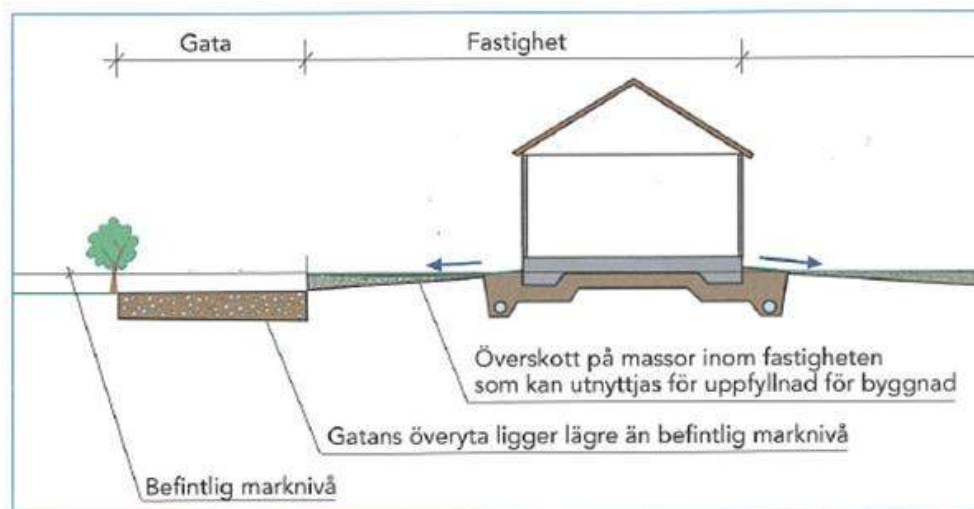 Gata
Fastighet
Överskott på massor inom fastigheten
som kan utnyttjas för uppfyllnad för byggnad
Gatans överyta ligger lägre än befintlig marknivå
Befintlig marknivå